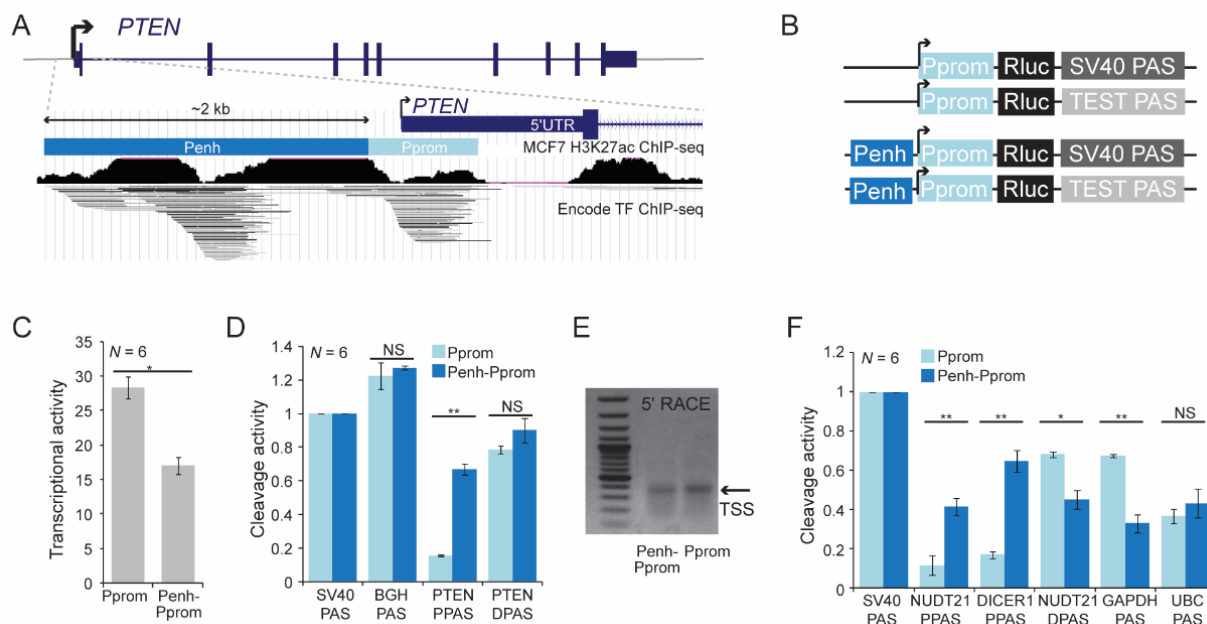 A
PTEN
~2 kb
PTEN
5'UTR
Penh
Pprom
MCF7 H3K27ac ChIP-seq
Encode TF ChIP-seq
B
Pprom Rluc SV40 PAS
Pprom Rluc TEST PAS
Penh Pprom Rluc SV40 PAS
Penh Pprom Rluc TEST PAS
C
Transcriptional activity
35
30
25
20
15
10
5
0
N = 6
*
Pprom
Penh-
Pprom
D
Cleavage activity
1.4
1.2
1
0.8
0.6
0.4
0.2
0
N = 6
NS
**
NS
Pprom
Penh-Pprom
SV40
PAS
BGH
PAS
PTEN
PPAS
PTEN
DPAS
E
5' RACE
TSS
Penh-
Pprom
Pprom
F
Cleavage activity
1.2
1
0.8
0.6
0.4
0.2
0
N = 6
Pprom
Penh-Pprom
**
**
*
**
NS
SV40
PAS
NUDT21
PPAS
DICER1
PPAS
NUDT21
DPAS
GAPDH
PAS
UBC
PAS